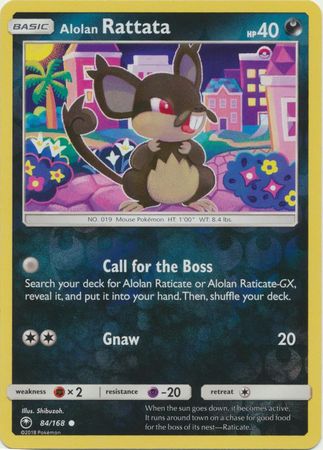 BASIC
Alolan Rattata HP 40
NO. 019 Mouse Pokémon HT: 1'00" WT: 8.4 lbs.
Call for the Boss
Search your deck for Alolan Raticate or Alolan Raticate-GX,
reveal it, and put it into your hand. Then, shuffle your deck.
Gnaw 20
weakness × 2 resistance -20 retreat
Illus. Shibuzoh.
84/168
©2018 Pokémon
When the sun goes down, it becomes active.
It runs around town on a chase for good food
for the boss of its nest—Raticate.